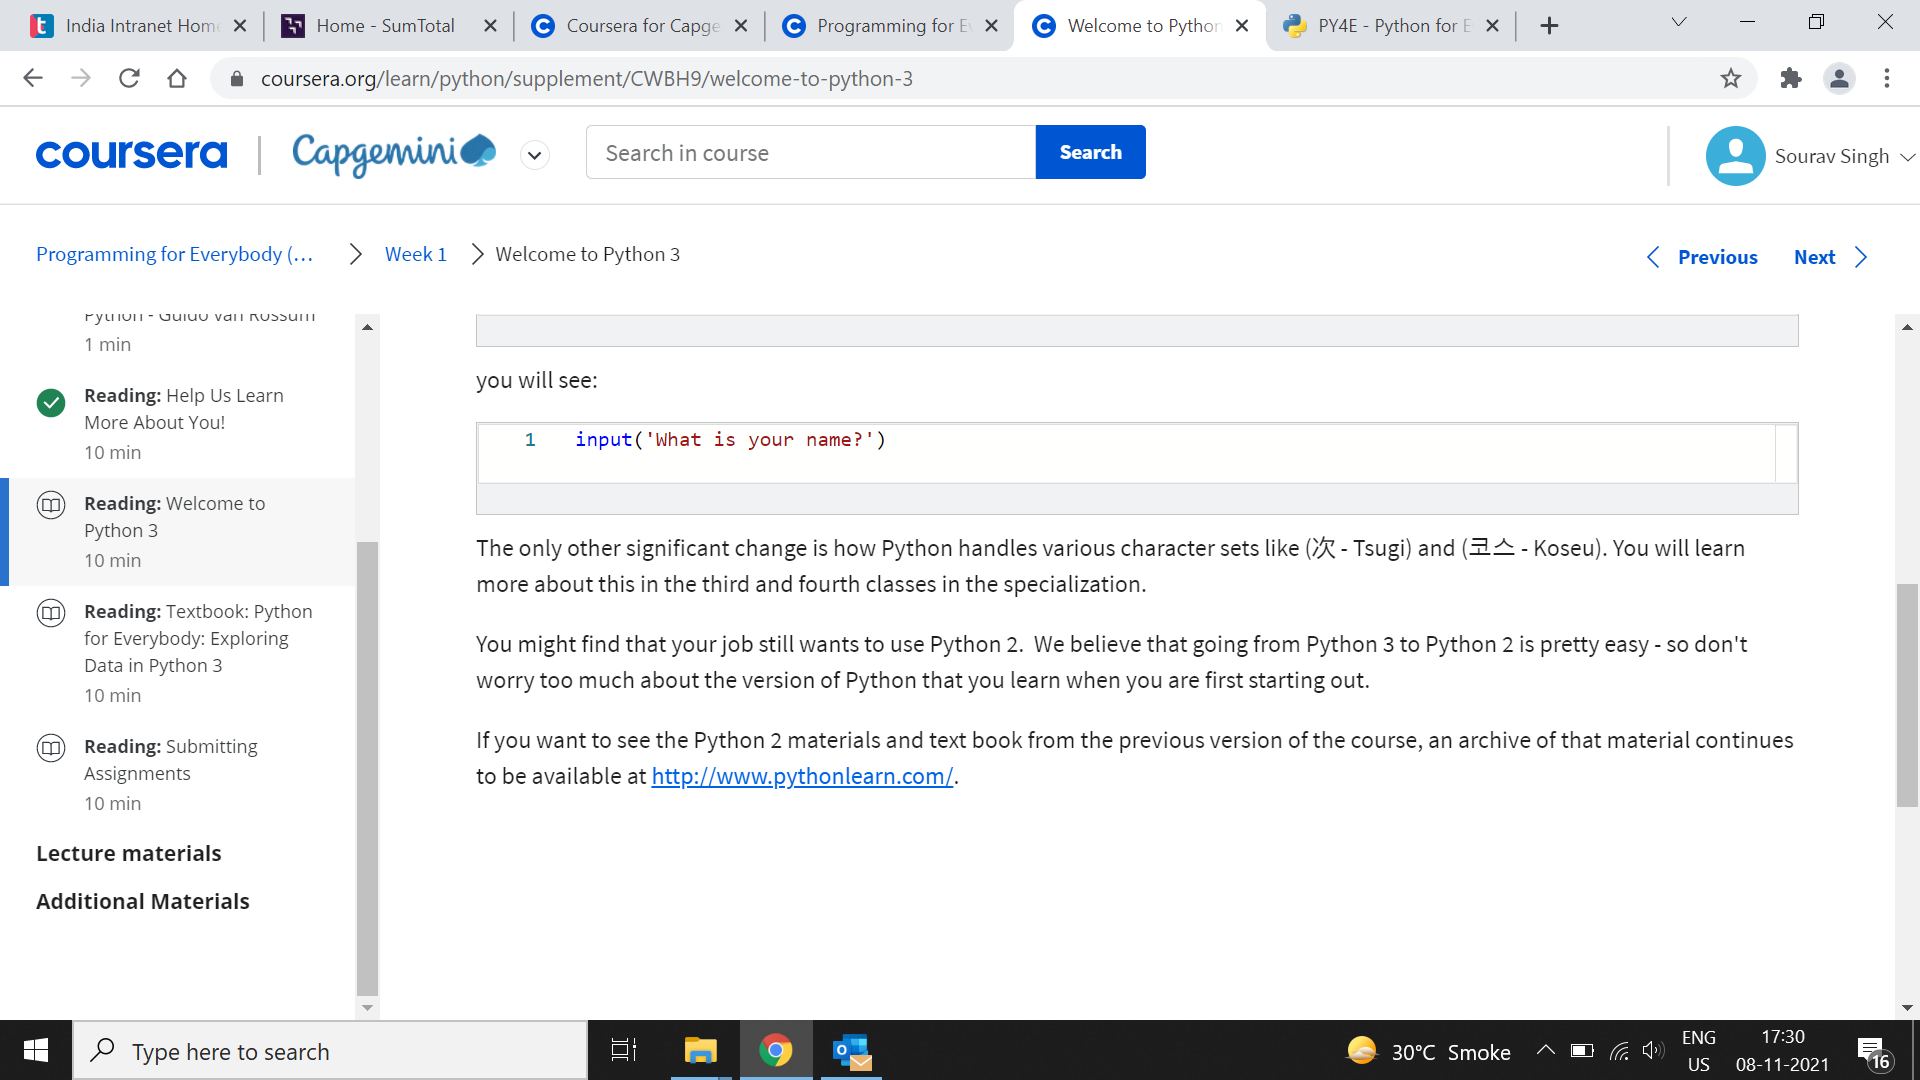 India Intranet Hom
Home - SumTotal
Coursera for Capge
Programming for Ev
Welcome to Python
PY4E - Python for E
coursera.org/learn/python/supplement/CWBH9/welcome-to-python-3
coursera
Capgemini
Search in course
Search
Sourav Singh
Programming for Everybody (...
Week 1
Welcome to Python 3
Previous
Next
Python - Guido van Rossum
1 min
Reading: Help Us Learn
More About You!
10 min
Reading: Welcome to
Python 3
10 min
Reading: Textbook: Python
for Everybody: Exploring
Data in Python 3
10 min
Reading: Submitting
Assignments
10 min
Lecture materials
Additional Materials
you will see:
1 input('What is your name?')
The only other significant change is how Python handles various character sets like (次 - Tsugi) and (코스 - Koseu). You will learn
more about this in the third and fourth classes in the specialization.
You might find that your job still wants to use Python 2.  We believe that going from Python 3 to Python 2 is pretty easy - so don't
worry too much about the version of Python that you learn when you are first starting out.
If you want to see the Python 2 materials and text book from the previous version of the course, an archive of that material continues
to be available at http://www.pythonlearn.com/.
Type here to search
30°C Smoke
ENG
US
17:30
08-11-2021
16